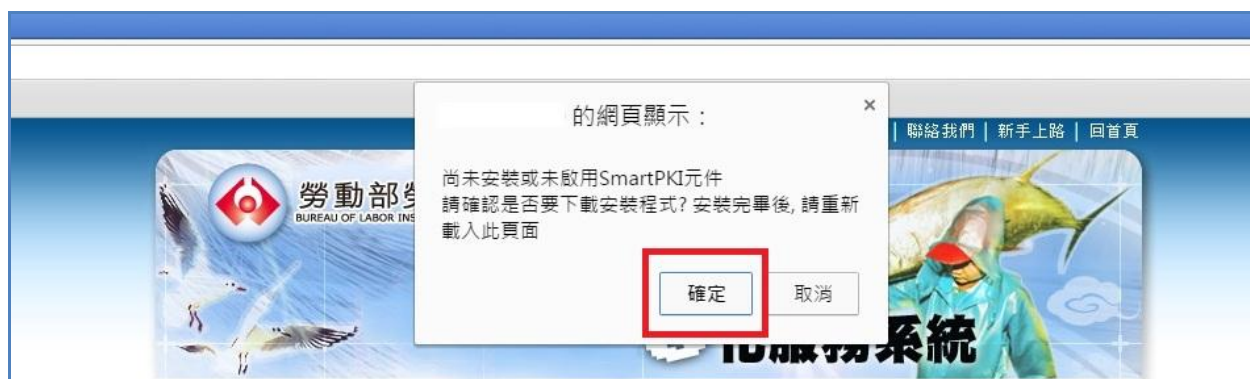 的網頁顯示：
×
| 聯絡我們 | 新手上路 | 回首頁
尚未安裝或未啟用SmartPKI元件
請確認是否要下載安裝程式? 安裝完畢後, 請重新
載入此頁面
勞動部
BUREAU OF LABOR
確定
取消
化服務系統